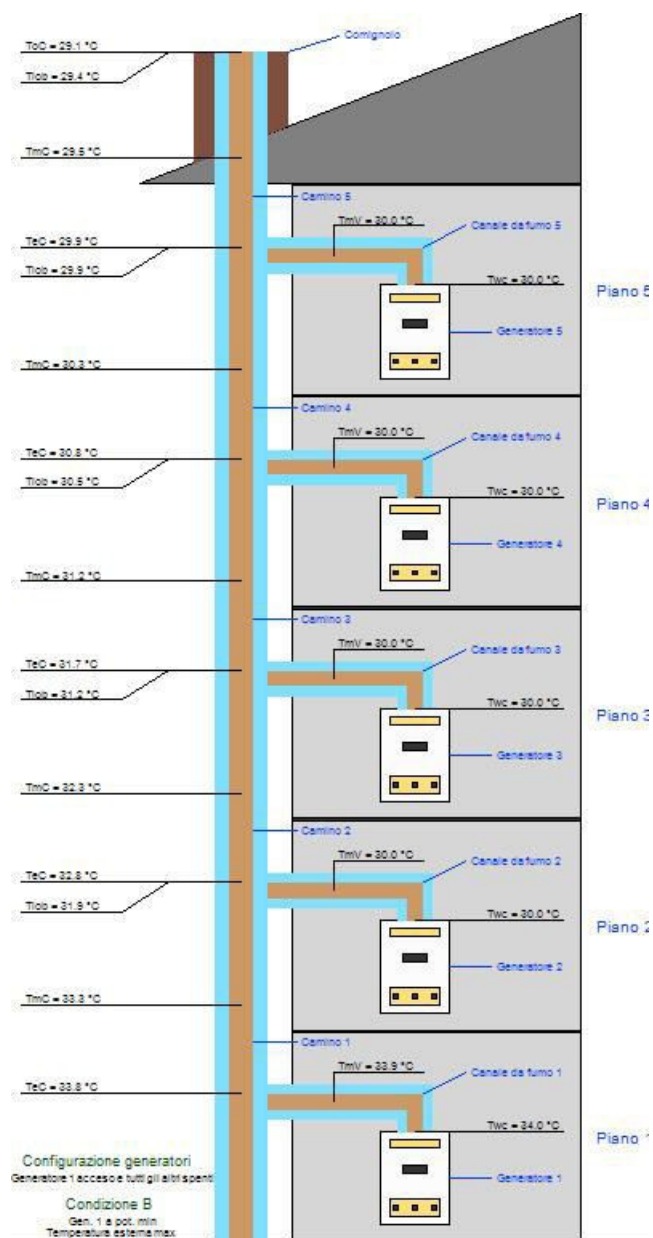 ToC = 29.1 °C
Comignolo
Tiob = 29.4 °C
TmC = 29.5 °C
Camino 5
TmV = 30.0 °C
Canale da fumo 5
TeC = 29.9 °C
Tiob = 29.9 °C
Twc = 30.0 °C
Piano 5
Generatore 5
TmC = 30.3 °C
Camino 4
TmV = 30.0 °C
Canale da fumo 4
TeC = 30.8 °C
Tiob = 30.5 °C
Twc = 30.0 °C
Piano 4
Generatore 4
TmC = 31.2 °C
Camino 3
TmV = 30.0 °C
Canale da fumo 3
TeC = 31.7 °C
Tiob = 31.2 °C
Twc = 30.0 °C
Piano 3
Generatore 3
TmC = 32.3 °C
Camino 2
TmV = 30.0 °C
Canale da fumo 2
TeC = 32.8 °C
Tiob = 31.9 °C
Twc = 30.0 °C
Piano 2
Generatore 2
TmC = 33.3 °C
Camino 1
TmV = 33.9 °C
Canale da fumo 1
TeC = 33.8 °C
Twc = 34.0 °C
Piano 1
Generatore 1
Configurazione generatori
Generatore 1 acceso e tutti gli altri spenti
Condizione B
Gen. 1 a pot. min
Temperatura esterna max